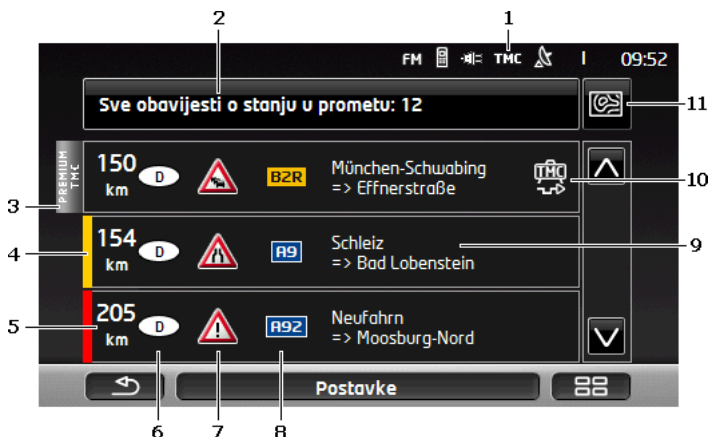 2
1
FM TMC I 09:52
Sve obavijesti o stanju u prometu: 12
11
PREMIUM
TMC
150
km
D
B2R
München-Schwabing
=> Effnerstraße
TMC
10
3
154
km
D
A9
Schleiz
=> Bad Lobenstein
9
4
205
km
D
A92
Neufahrn
=> Moosburg-Nord
5
Postavke
6
7
8